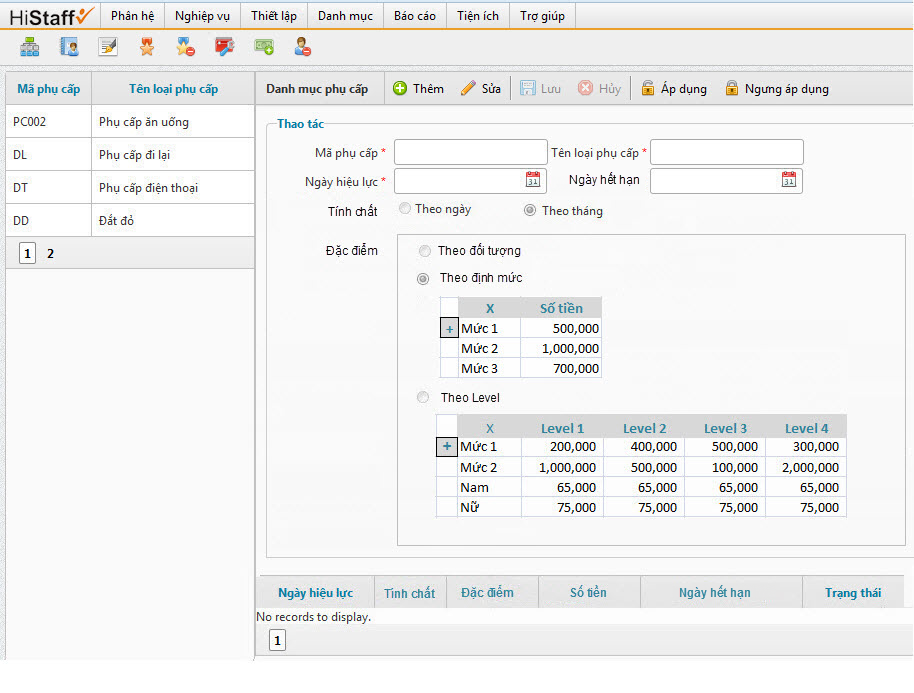 HiStaff Phân hệ Nghiệp vụ Thiết lập Danh mục Báo cáo Tiện ích Trợ giúp
Mã phụ cấp Tên loại phụ cấp
PC002 Phụ cấp ăn uống
DL Phụ cấp đi lại
DT Phụ cấp điện thoại
DD Đắt đỏ
1 2
Danh mục phụ cấp Thêm Sửa Lưu Hủy Áp dụng Ngưng áp dụng
Thao tác
Mã phụ cấp * Tên loại phụ cấp *
Ngày hiệu lực * 31 Ngày hết hạn 31
Tính chất Theo ngày Theo tháng
Đặc điểm Theo đối tượng
Theo định mức
X Số tiền
+ Mức 1 500,000
Mức 2 1,000,000
Mức 3 700,000
Theo Level
X Level 1 Level 2 Level 3 Level 4
+ Mức 1 200,000 400,000 500,000 300,000
Mức 2 1,000,000 500,000 100,000 2,000,000
Nam 65,000 65,000 65,000 65,000
Nữ 75,000 75,000 75,000 75,000
Ngày hiệu lực Tính chất Đặc điểm Số tiền Ngày hết hạn Trạng thái
No records to display.
1